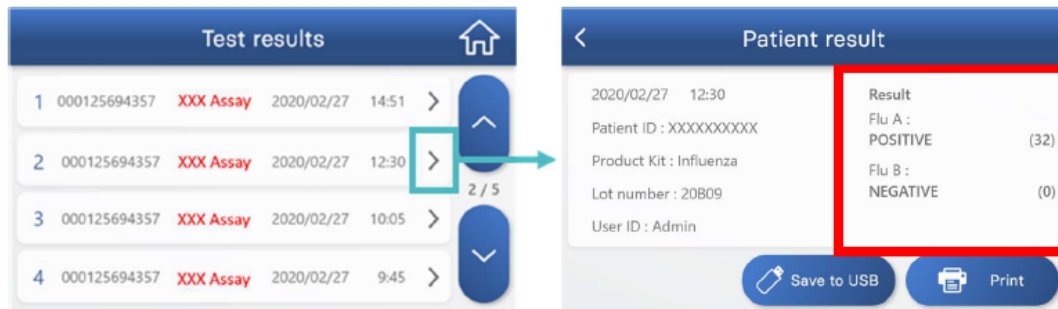 Test results
1 000125694357 XXX Assay 2020/02/27 14:51
2 000125694357 XXX Assay 2020/02/27 12:30
2 / 5
3 000125694357 XXX Assay 2020/02/27 10:05
4 000125694357 XXX Assay 2020/02/27 9:45
Patient result
2020/02/27 12:30
Patient ID : XXXXXXXXXX
Product Kit : Influenza
Lot number : 20B09
User ID : Admin
Result
Flu A :
POSITIVE (32)
Flu B :
NEGATIVE (0)
Save to USB
Print